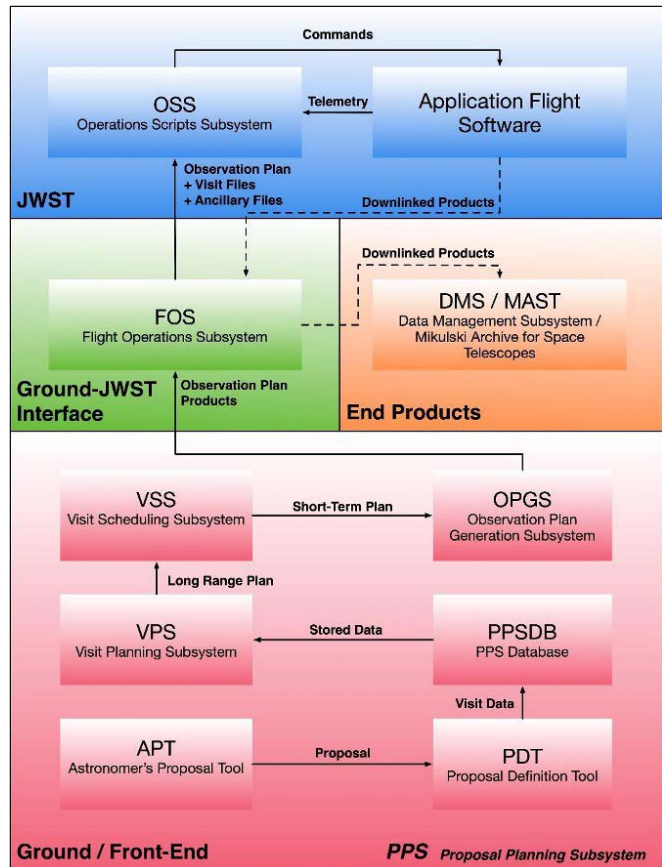 Commands
OSS
Operations Scripts Subsystem
Telemetry
Application Flight
Software
Observation Plan
+ Visit Files
+ Ancillary Files
Downlinked Products
JWST
Downlinked Products
FOS
Flight Operations Subsystem
DMS / MAST
Data Management Subsystem /
Mikulski Archive for Space
Telescopes
Ground-JWST
Interface
Observation Plan
Products
End Products
VSS
Visit Scheduling Subsystem
Short-Term Plan
OPGS
Observation Plan
Generation Subsystem
Long Range Plan
VPS
Visit Planning Subsystem
Stored Data
PPSDB
PPS Database
Visit Data
APT
Astronomer's Proposal Tool
Proposal
PDT
Proposal Definition Tool
Ground / Front-End
PPS Proposal Planning Subsystem